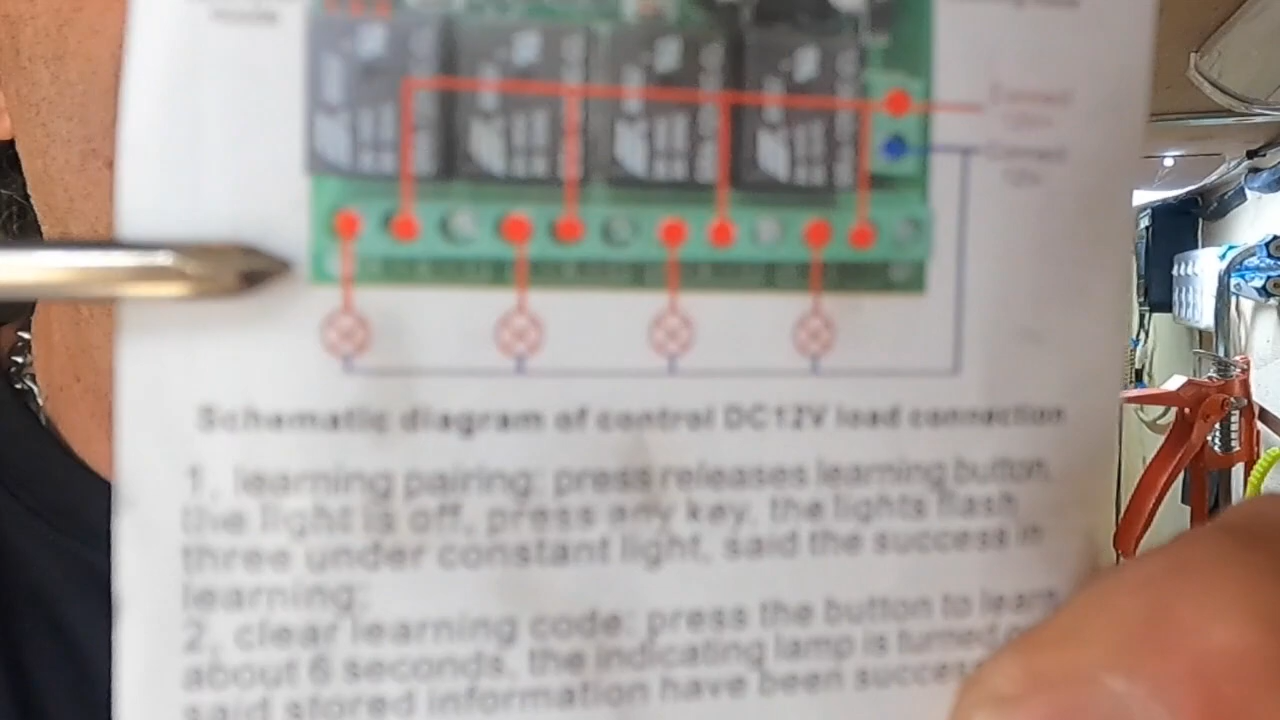 Schematic diagram of control DC12V load connection
1, learning pairing: press releases learning button,
the light is off, press any key, the lights flash
three under constant light, said the success in
learning;
2, clear learning code: press the button to learn
about 6 seconds, the indicating lamp is turned
said stored information have been